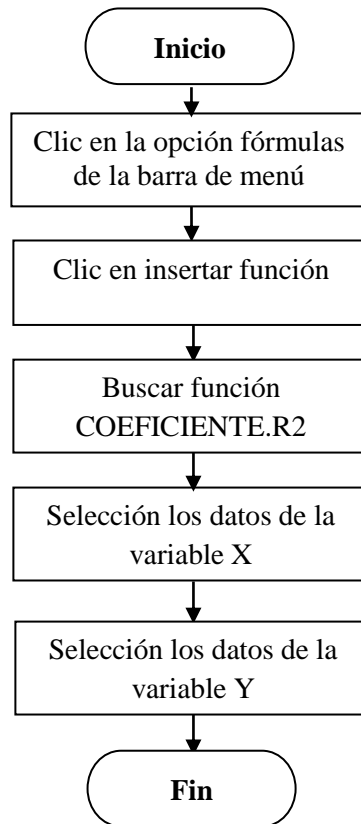 Inicio
Clic en la opción fórmulas
de la barra de menú
Clic en insertar función
Buscar función
COEFICIENTE.R2
Selección los datos de la
variable X
Selección los datos de la
variable Y
Fin